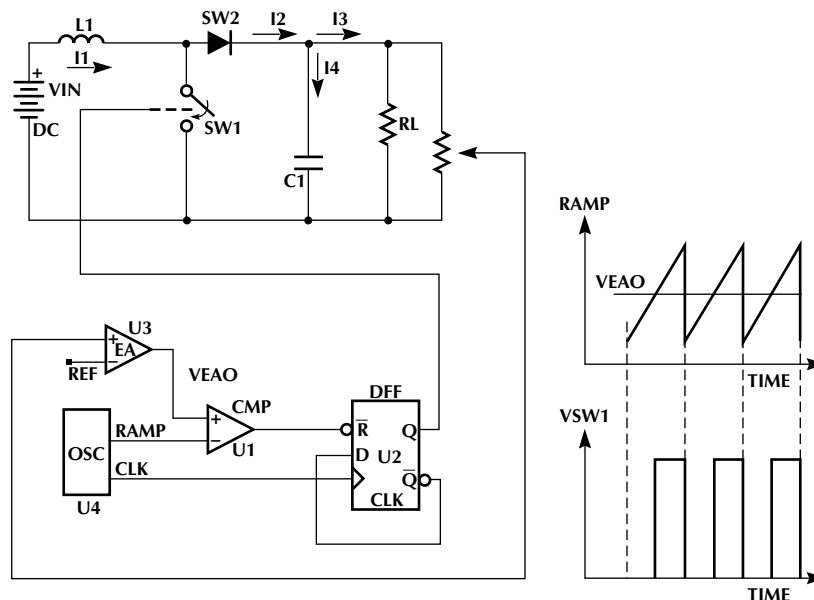 SW2
I2
I3
L1
I1
I4
+
VIN
DC
SW1
RL
C1
RAMP
VEAO
TIME
U3
+
EA
−
REF
VEAO
DFF
CMP
+
−
U1
R
Q
D
U2
Q
CLK
OSC
RAMP
CLK
U4
VSW1
TIME